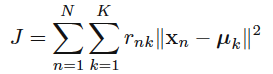 $J = \sum_{n=1}^{N} \sum_{k=1}^{K} r_{nk} \|\mathbf{x}_n - \boldsymbol{\mu}_k\|^2$